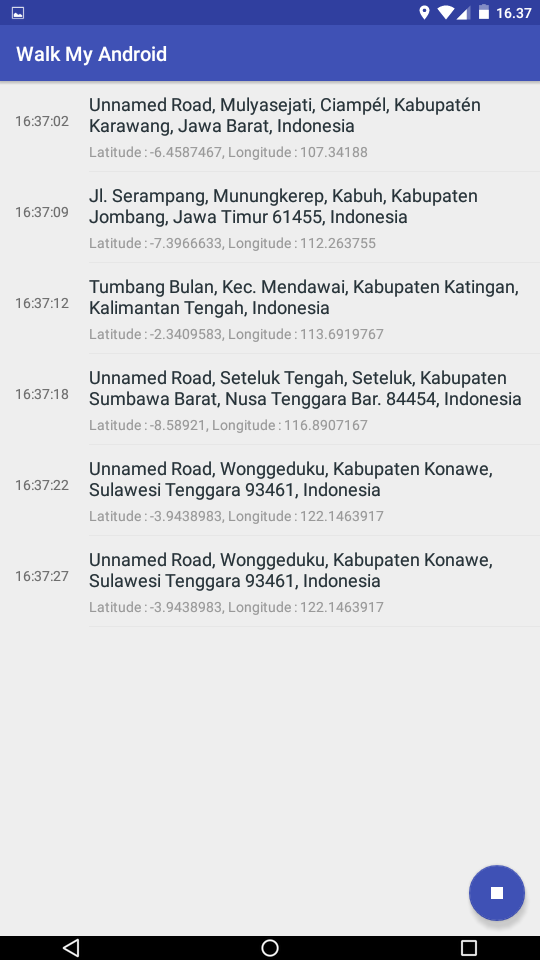 16.37
Walk My Android
16:37:02
Unnamed Road, Mulyasejati, Ciampél, Kabupatén
Karawang, Jawa Barat, Indonesia
Latitude : -6.4587467, Longitude : 107.34188
16:37:09
Jl. Serampang, Munungkerep, Kabuh, Kabupaten
Jombang, Jawa Timur 61455, Indonesia
Latitude : -7.3966633, Longitude : 112.263755
16:37:12
Tumbang Bulan, Kec. Mendawai, Kabupaten Katingan,
Kalimantan Tengah, Indonesia
Latitude : -2.3409583, Longitude : 113.6919767
16:37:18
Unnamed Road, Seteluk Tengah, Seteluk, Kabupaten
Sumbawa Barat, Nusa Tenggara Bar. 84454, Indonesia
Latitude : -8.58921, Longitude : 116.8907167
16:37:22
Unnamed Road, Wonggeduku, Kabupaten Konawe,
Sulawesi Tenggara 93461, Indonesia
Latitude : -3.9438983, Longitude : 122.1463917
16:37:27
Unnamed Road, Wonggeduku, Kabupaten Konawe,
Sulawesi Tenggara 93461, Indonesia
Latitude : -3.9438983, Longitude : 122.1463917